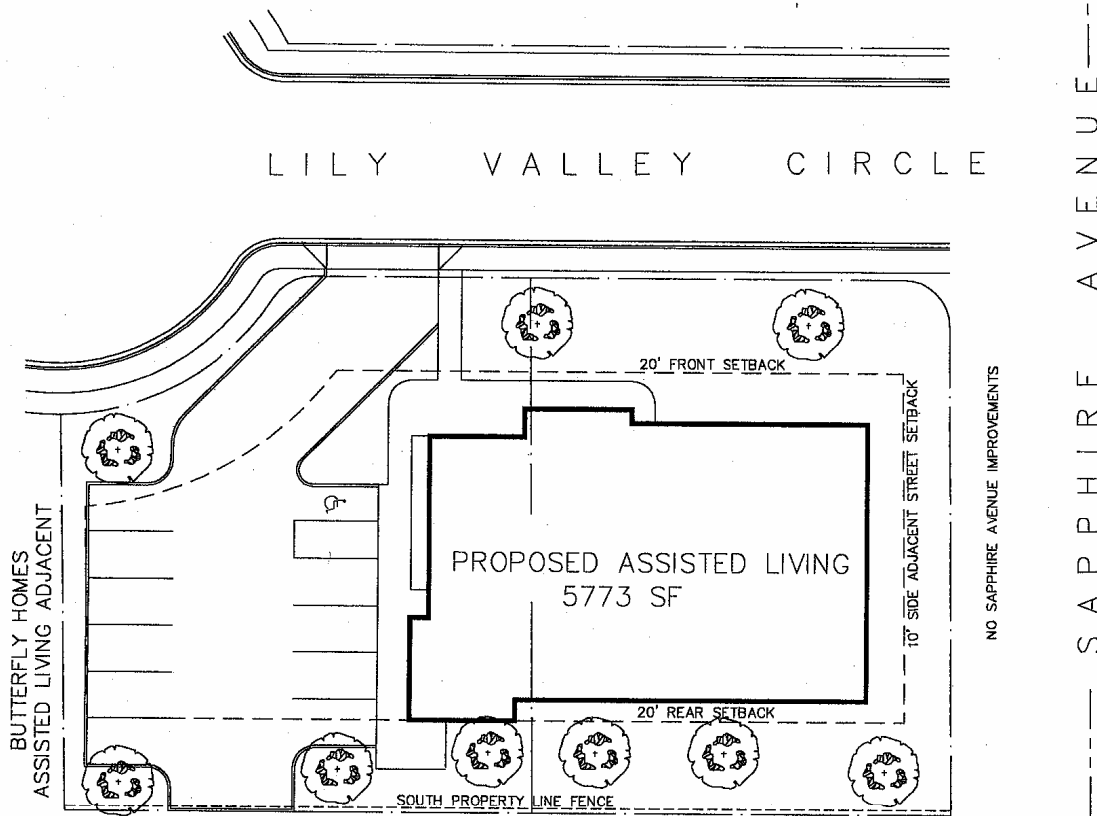 LILY VALLEY CIRCLE
SAPPHIRE AVENUE
20' FRONT SETBACK
10' SIDE ADJACENT STREET SETBACK
NO SAPPHIRE AVENUE IMPROVEMENTS
BUTTERFLY HOMES
ASSISTED LIVING ADJACENT
PROPOSED ASSISTED LIVING
5773 SF
20' REAR SETBACK
SOUTH PROPERTY LINE FENCE